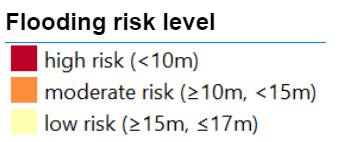 Flooding risk level
high risk (<10m)
moderate risk (≥10m, <15m)
low risk (≥15m, ≤17m)